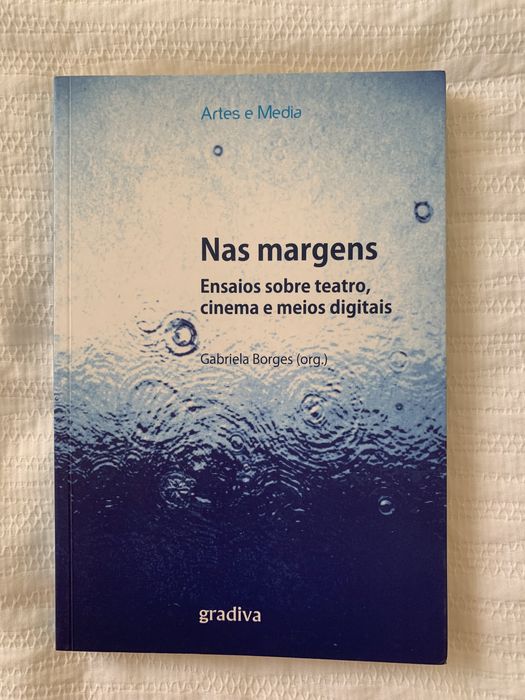 Artes e Media
Nas margens
Ensaios sobre teatro,
cinema e meios digitais
Gabriela Borges (org.)
gradiva